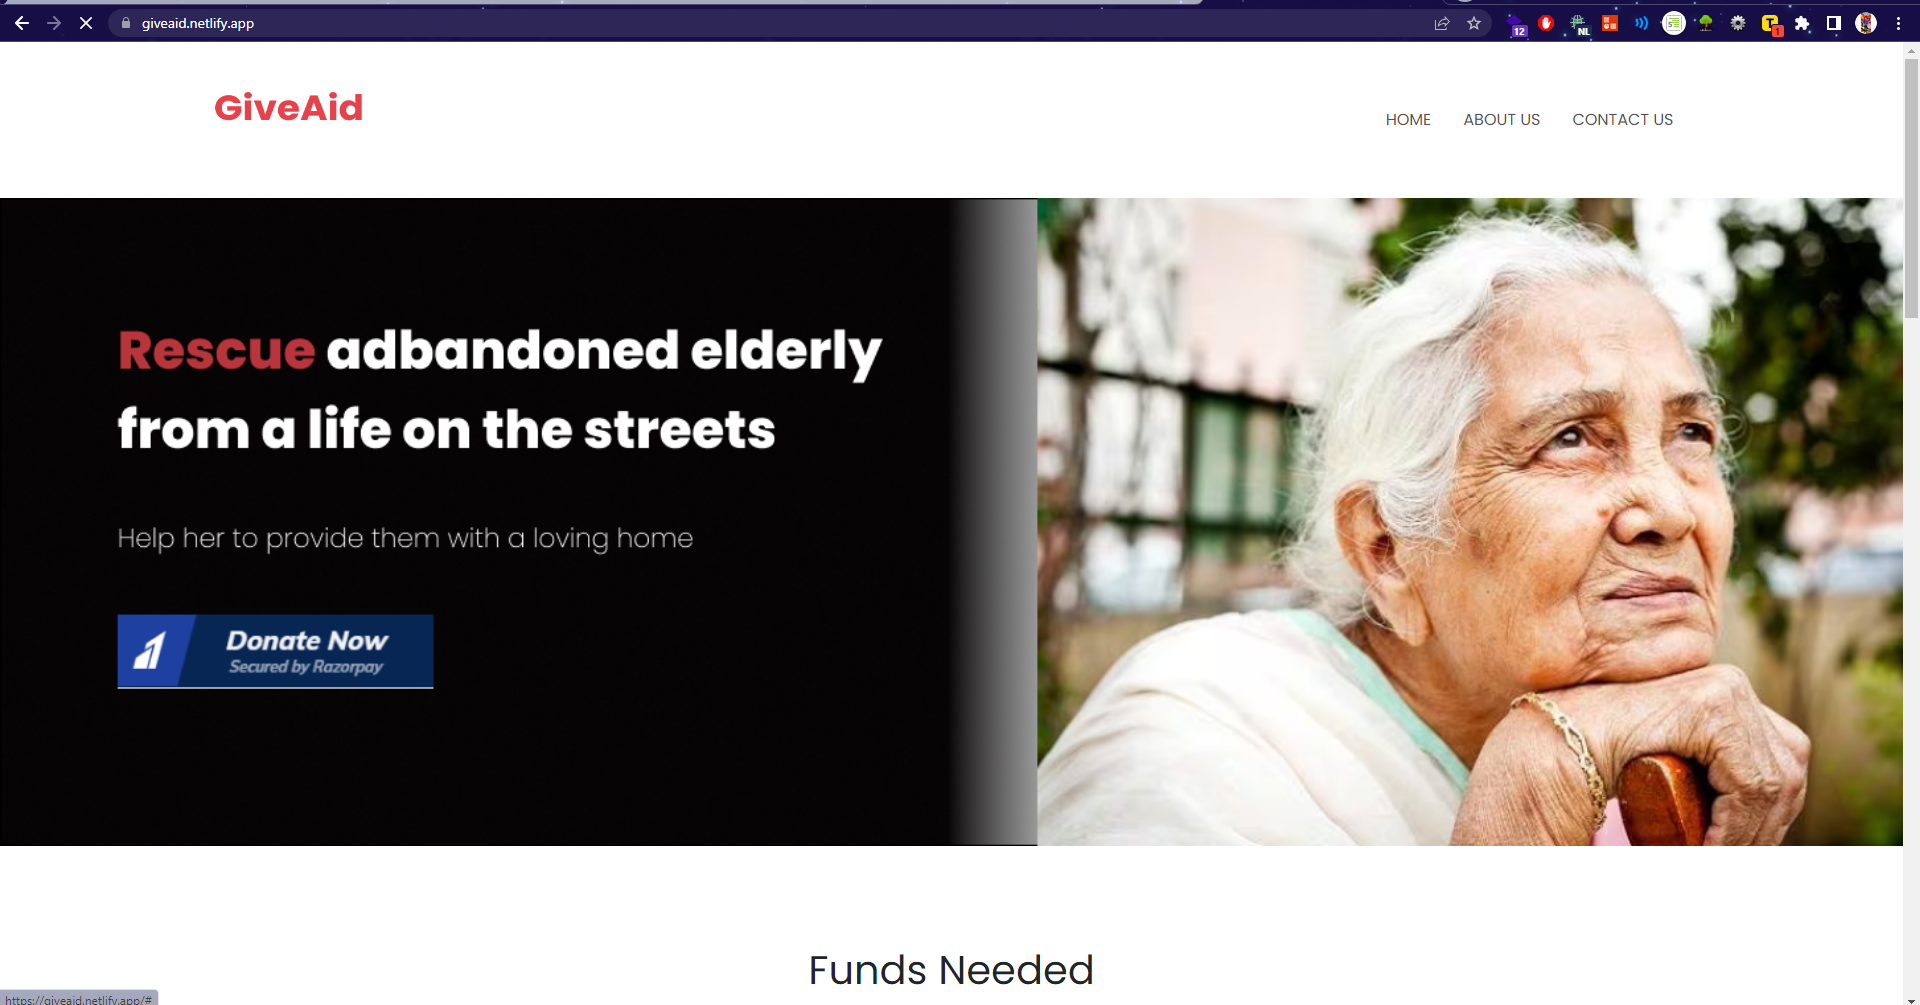 giveaid.netlify.app
12
NL
1
GiveAid
HOME ABOUT US CONTACT US
Rescue adbandoned elderly
from a life on the streets
Help her to provide them with a loving home
Donate Now
Secured by Razorpay
Funds Needed
https://giveaid.netlify.app/#